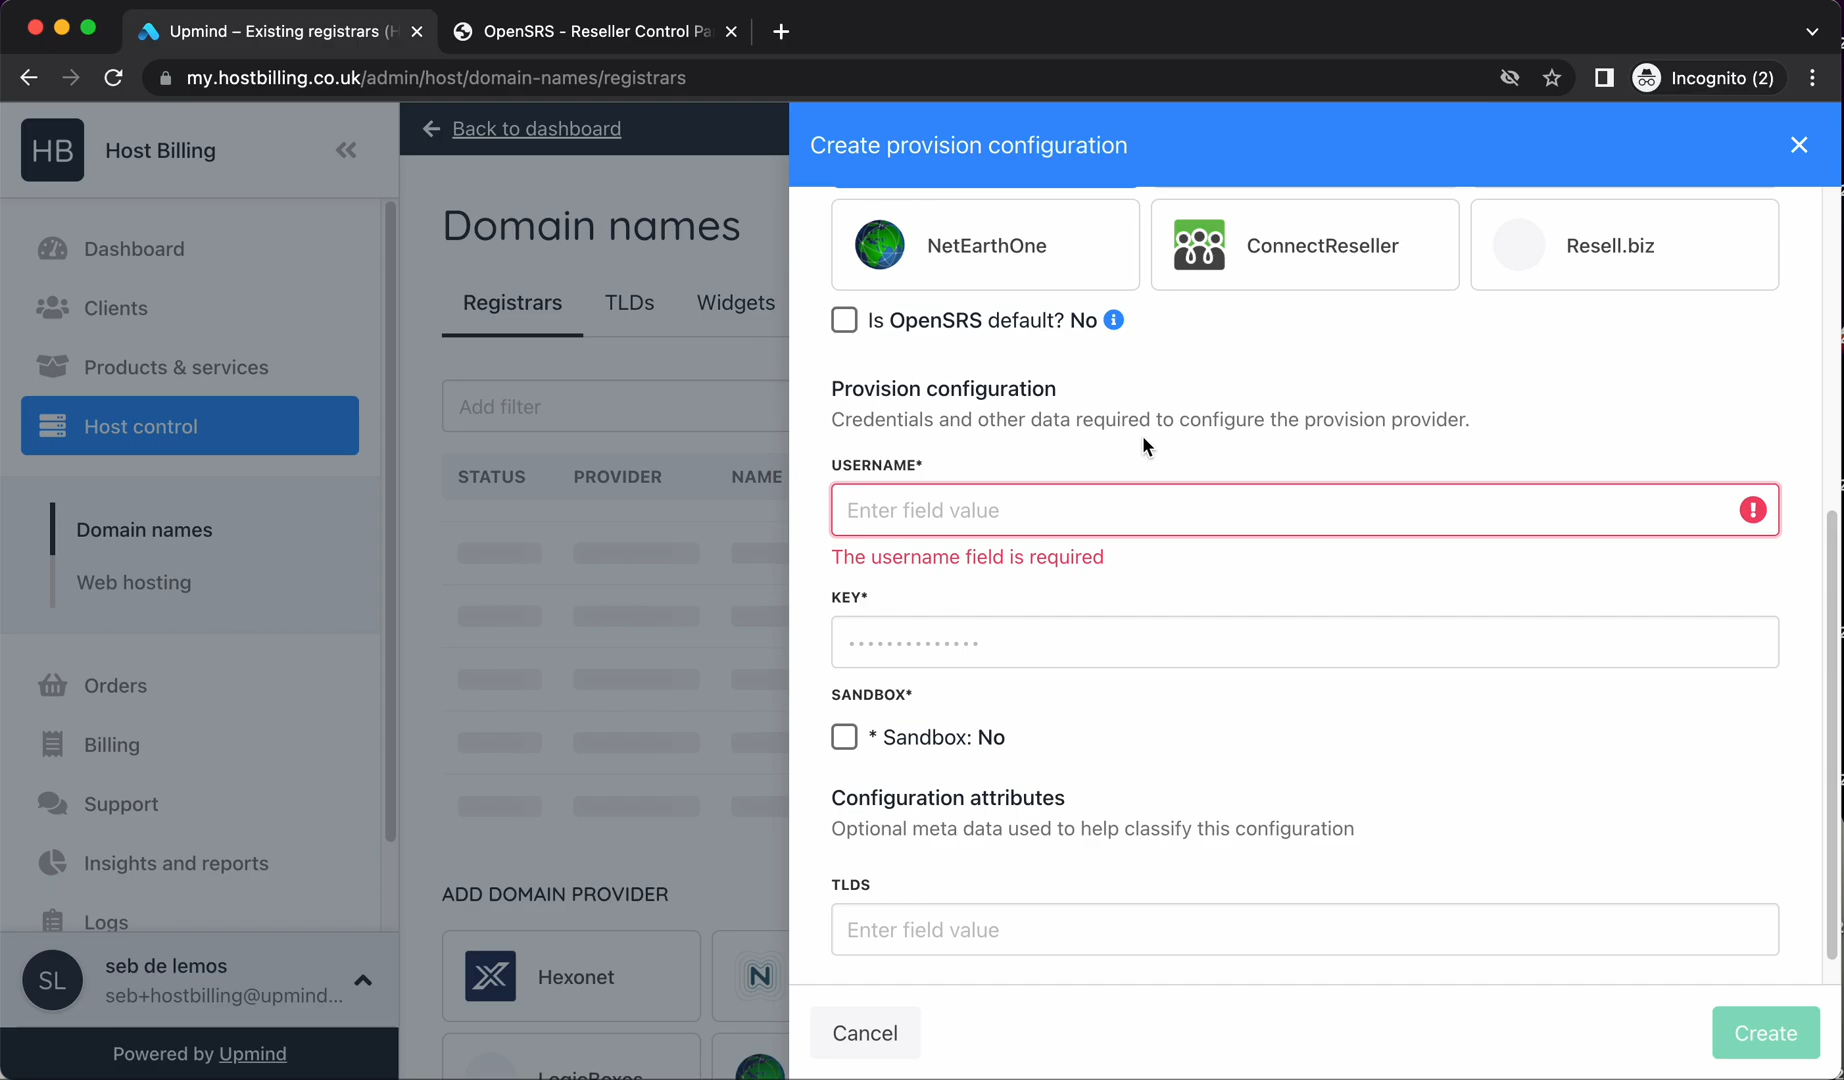 Upmind – Existing registrars (H
OpenSRS - Reseller Control Pa
my.hostbilling.co.uk/admin/host/domain-names/registrars
Incognito (2)
HB
Host Billing
Dashboard
Clients
Products & services
Host control
Domain names
Web hosting
Orders
Billing
Support
Insights and reports
Logs
SL
seb de lemos
seb+hostbilling@upmind...
Powered by Upmind
Back to dashboard
Domain names
Registrars TLDs Widgets
Add filter
STATUS PROVIDER NAME
ADD DOMAIN PROVIDER
Hexonet
N
LogicBoxes
Create provision configuration
NetEarthOne
ConnectReseller
Resell.biz
Is OpenSRS default? No
Provision configuration
Credentials and other data required to configure the provision provider.
USERNAME*
Enter field value
The username field is required
KEY*
SANDBOX*
* Sandbox: No
Configuration attributes
Optional meta data used to help classify this configuration
TLDS
Enter field value
Cancel
Create